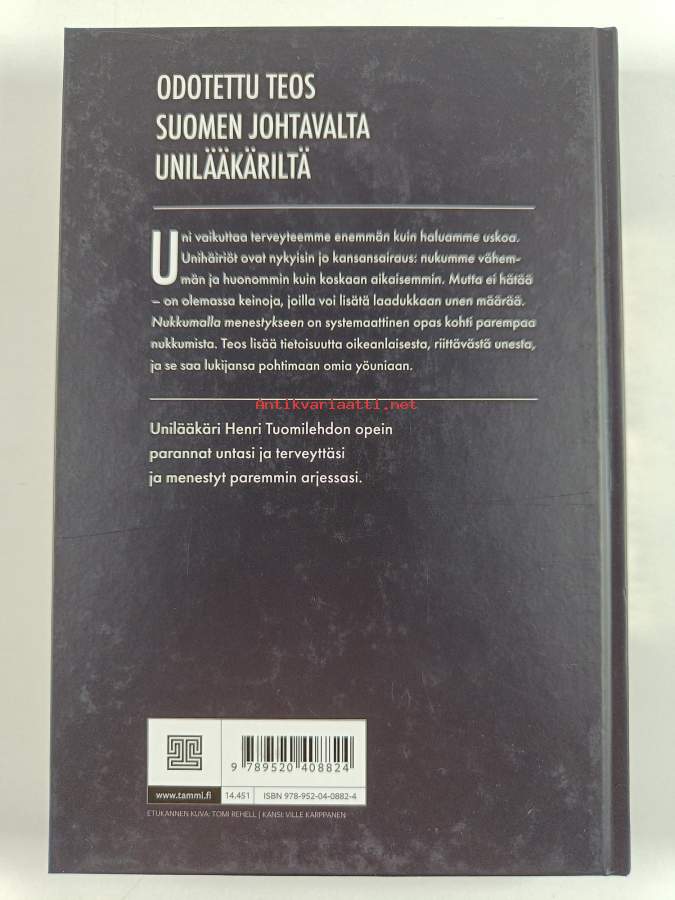 ODOTETTU TEOS
SUOMEN JOHTAVALTA
UNILÄÄKÄRILTÄ
Uni vaikuttaa terveyteemme enemmän kuin haluamme uskoa.
Unihäiriöt ovat nykyisin jo kansansairaus: nukumme vähem-
män ja huonommin kuin koskaan aikaisemmin. Mutta ei hätää
– on olemassa keinoja, joilla voi lisätä laadukkaan unen määrää.
Nukkumalla menestykseen on systemaattinen opas kohti parempaa
nukkumista. Teos lisää tietoisuutta oikeanlaisesta, riittävästä unesta,
ja se saa lukijansa pohtimaan omia yöuniaan.
Antikvariaatti.net
Unilääkäri Henri Tuomilehdon opein
parannat untasi ja terveyttäsi
ja menestyt paremmin arjessasi.
9 789520 408824
www.tammi.fi 14.451 ISBN 978-952-04-0882-4
ETUKANNEN KUVA: TOMI REHELL | KANSI: VILLE KARPPANEN